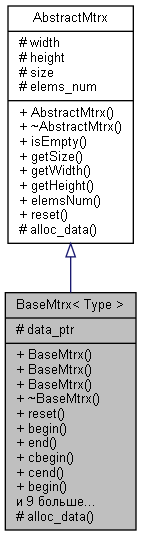 AbstractMtrx
# width
# height
# size
# elems_num
+ AbstractMtrx()
+ ~AbstractMtrx()
+ isEmpty()
+ getSize()
+ getWidth()
+ getHeight()
+ elemsNum()
+ reset()
# alloc_data()
BaseMtrx< Type >
# data_ptr
+ BaseMtrx()
+ BaseMtrx()
+ BaseMtrx()
+ ~BaseMtrx()
+ reset()
+ begin()
+ end()
+ cbegin()
+ cend()
+ begin()
и 9 больше...
# alloc_data()